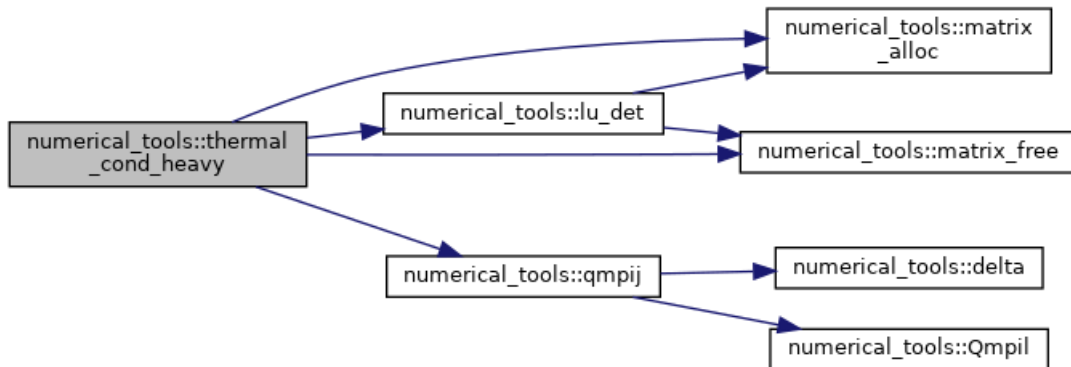 numerical_tools::matrix
_alloc
numerical_tools::lu_det
numerical_tools::thermal
_cond_heavy
numerical_tools::matrix_free
numerical_tools::qmpij
numerical_tools::delta
numerical_tools::Qmpil